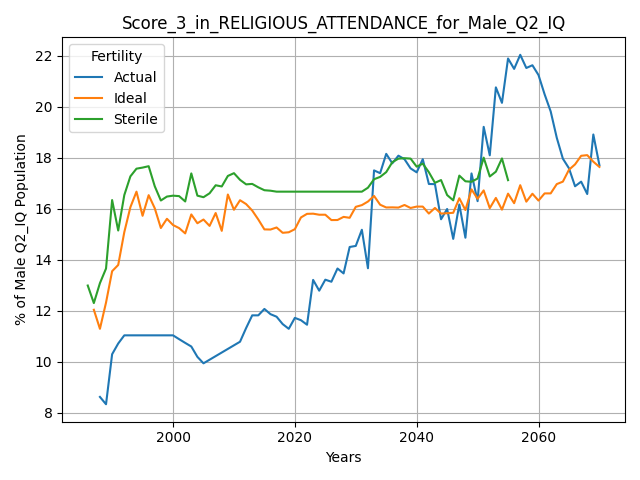 Score_3_in_RELIGIOUS_ATTENDANCE_for_Male_Q2_IQ
Fertility
Actual
Ideal
Sterile
% of Male Q2_IQ Population
22
20
18
16
14
12
10
8
2000 2020 2040 2060
Years